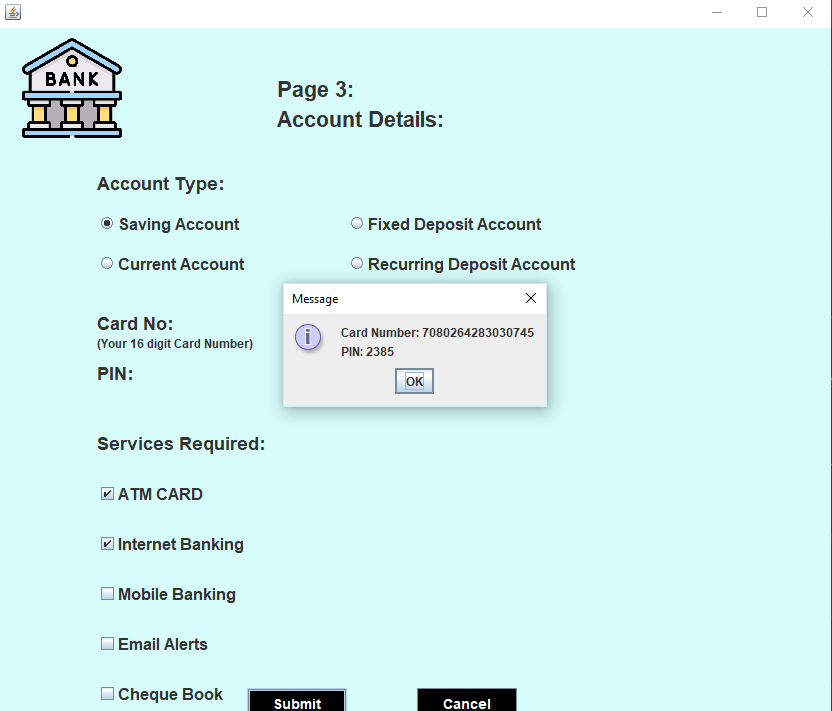 BANK
Page 3:
Account Details:
Account Type:
Saving Account
Fixed Deposit Account
Current Account
Recurring Deposit Account
Message
Card Number: 7080264283030745
PIN: 2385
OK
Card No:
(Your 16 digit Card Number)
PIN:
Services Required:
ATM CARD
Internet Banking
Mobile Banking
Email Alerts
Cheque Book
Submit
Cancel